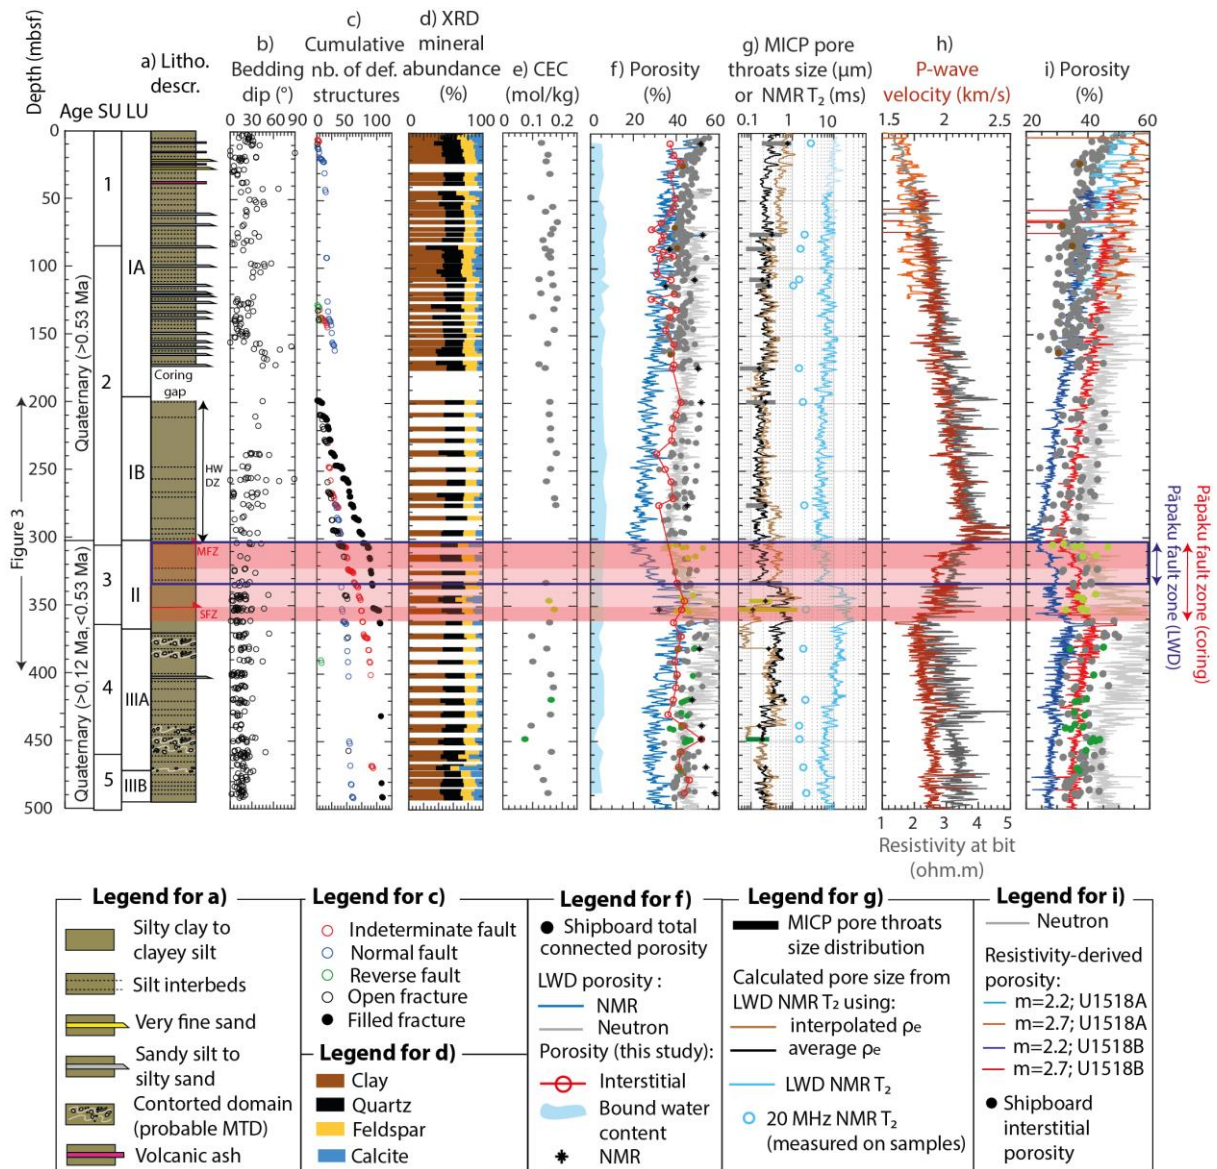 c)
d) XRD
b)
Cumulative
mineral
g) MICP pore
h)
a) Litho.
Bedding
nb. of def.
abundance
e) CEC
f) Porosity
throats size (μm)
P-wave
i) Porosity
descr.
dip (°)
structures
(%)
(mol/kg)
(%)
or NMR T₂ (ms)
velocity (km/s)
(%)
Depth (mbsf)
Age SU LU
0 30 60 90
0 50 100
0 100
0 0.1 0.2
0 20 40 60
0.1 1 10 100
1.5 2 2.5
20 40 60
0
50
100
150
200
250
300
350
400
450
500
Figure 3
Quaternary (>0.53 Ma)
Quaternary (>0,12 Ma,<0.53 Ma)
1
2
3
4
5
IA
IB
II
IIIA
IIIB
Coring
gap
HW
DZ
MFZ
SFZ
Pāpaku fault
zone (LWD)
Pāpaku fault zone (coring)
1 2 3 4 5
Resistivity at bit
(ohm.m)
Legend for a)
Silty clay to
clayey silt
Silt interbeds
Very fine sand
Sandy silt to
silty sand
Contorted domain
(probable MTD)
Volcanic ash
Legend for c)
Indeterminate fault
Normal fault
Reverse fault
Open fracture
Filled fracture
Legend for d)
Clay
Quartz
Feldspar
Calcite
Legend for f)
Shipboard total
connected porosity
LWD porosity :
NMR
Neutron
Porosity (this study):
Interstitial
Bound water
content
NMR
Legend for g)
MICP pore throats
size distribution
Calculated pore size from
LWD NMR T₂ using:
interpolated ρe
average ρe
LWD NMR T₂
20 MHz NMR T₂
(measured on samples)
Legend for i)
Neutron
Resistivity-derived
porosity:
m=2.2; U1518A
m=2.7; U1518A
m=2.2; U1518B
m=2.7; U1518B
Shipboard
interstitial
porosity